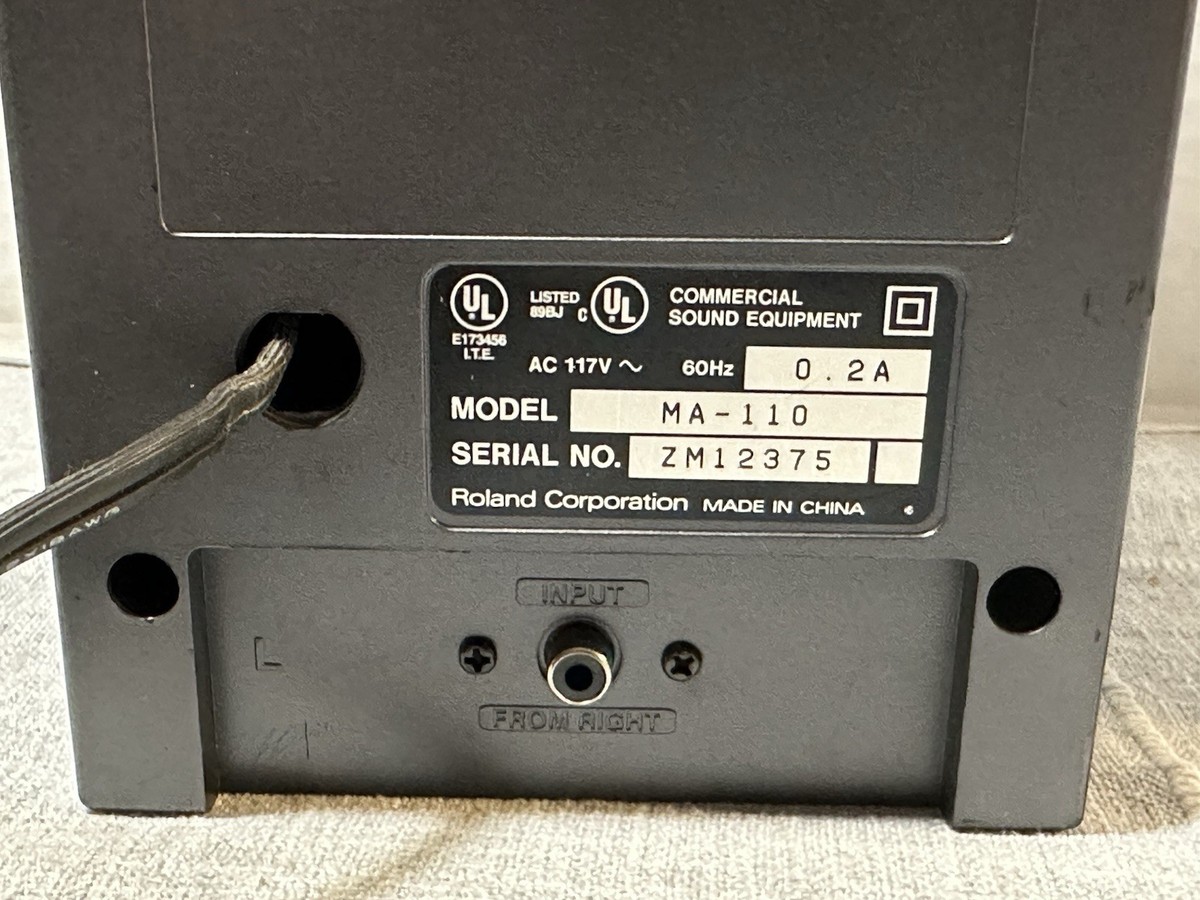 UL LISTED C UL COMMERCIAL
89BJ SOUND EQUIPMENT
E173456
I.T.E.
AC 117V ~ 60Hz 0.2A
MODEL MA-110
SERIAL NO. ZM12375
Roland Corporation MADE IN CHINA
INPUT
L
FROM RIGHT